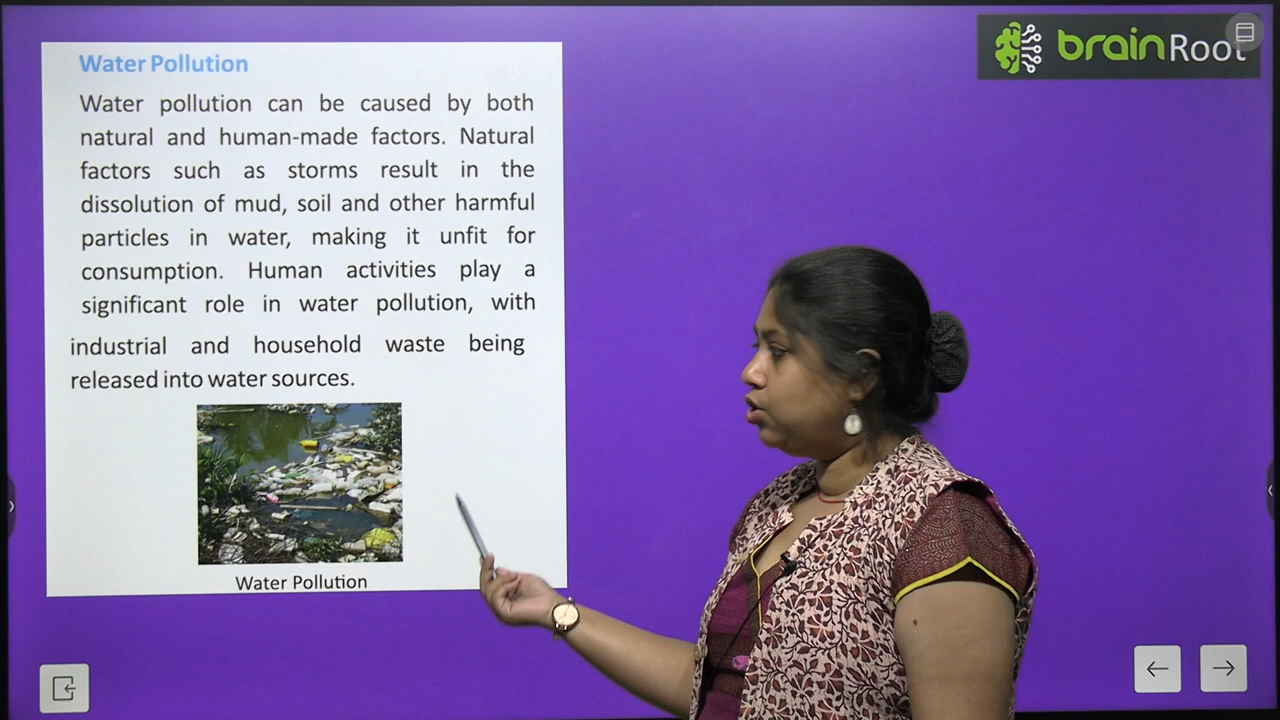 Water Pollution
Water pollution can be caused by both
natural and human-made factors. Natural
factors such as storms result in the
dissolution of mud, soil and other harmful
particles in water, making it unfit for
consumption. Human activities play a
significant role in water pollution, with
industrial and household waste being
released into water sources.
Water Pollution
brainRoot